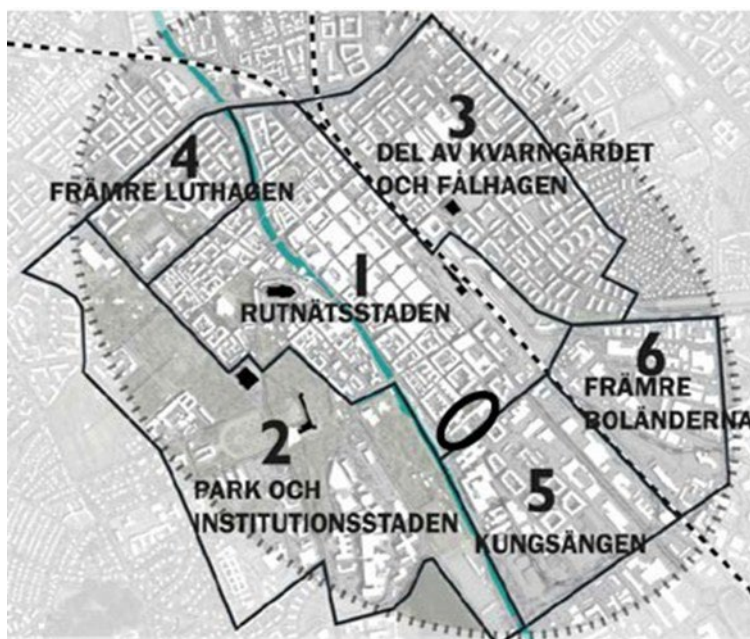 3
DEL AV KVARNGÄRDET
OCH FÅLHAGEN
4
FRÄMRE LUTHAGEN
1
RUTNÄTSSTADEN
6
FRÄMRE
BOLÄNDERNA
2
PARK OCH
INSTITUTIONSSTADEN
5
KUNGSÄNGEN